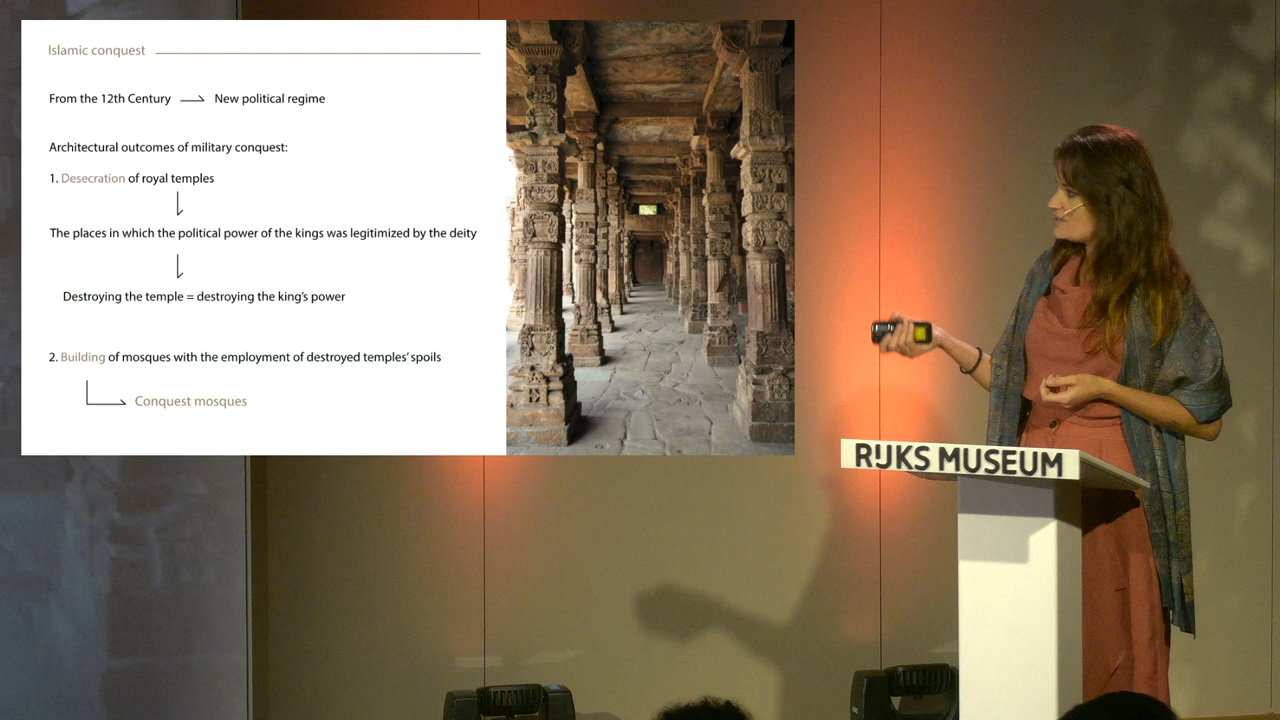 Islamic conquest
From the 12th Century → New political regime
Architectural outcomes of military conquest:
1. Desecration of royal temples
The places in which the political power of the kings was legitimized by the deity
Destroying the temple = destroying the king's power
2. Building of mosques with the employment of destroyed temples' spoils
Conquest mosques
RIJKS MUSEUM